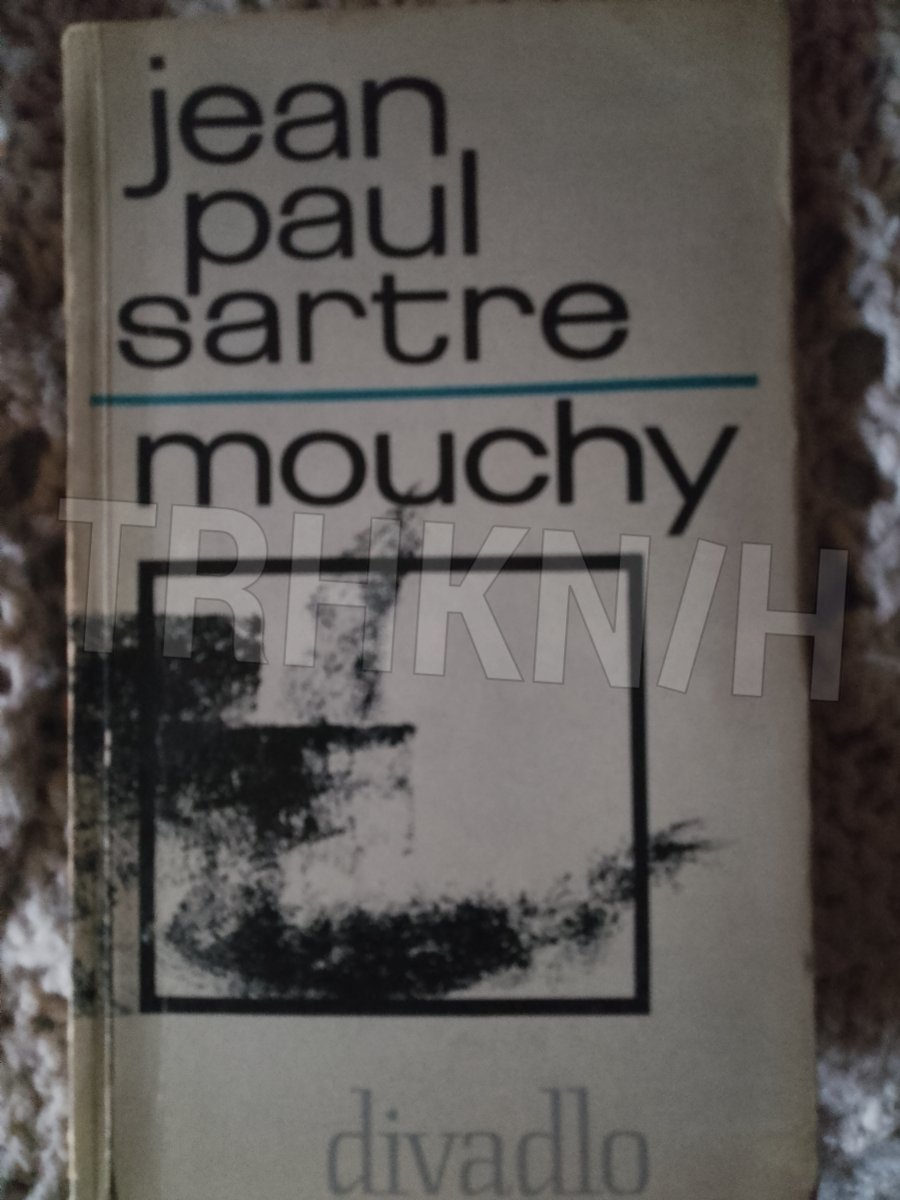 jean
paul
sartre
mouchy
TRHKNIH
divadlo